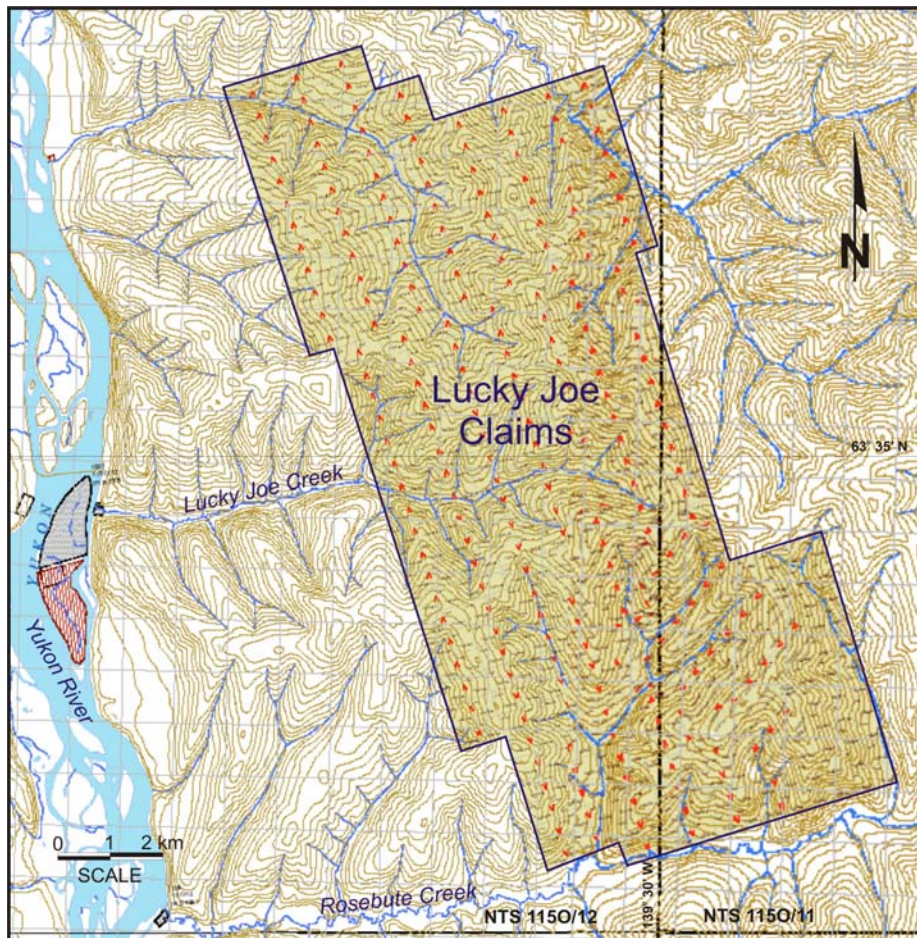 N
Lucky Joe
Claims
63° 35' N
Lucky Joe Creek
YUKON
Yukon River
0 1 2 km
SCALE
Rosebute Creek
139° 30' W
NTS 115O/12
NTS 115O/11